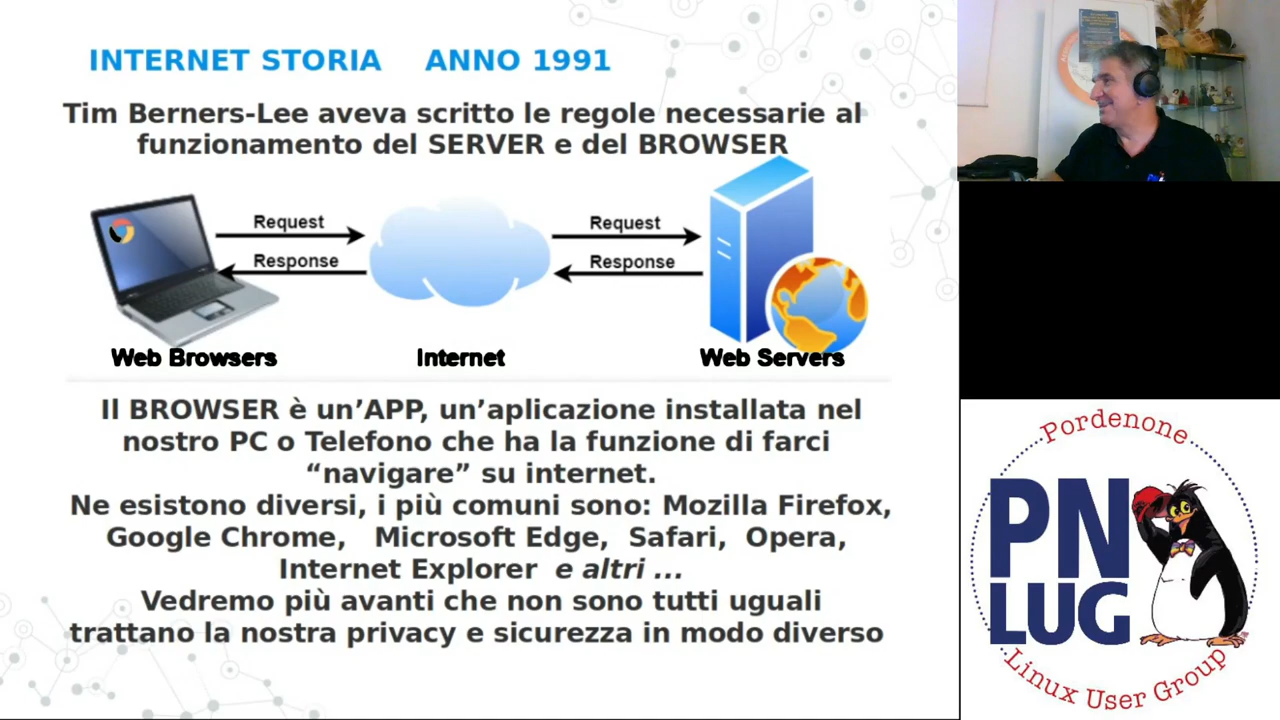 INTERNET STORIA ANNO 1991
Tim Berners-Lee aveva scritto le regole necessarie al
funzionamento del SERVER e del BROWSER
Request
Response
Request
Response
Web Browsers
Internet
Web Servers
Il BROWSER è un’APP, un’aplicazione installata nel
nostro PC o Telefono che ha la funzione di farci
“navigare” su internet.
Ne esistono diversi, i più comuni sono: Mozilla Firefox,
Google Chrome, Microsoft Edge, Safari, Opera,
Internet Explorer e altri ...
Vedremo più avanti che non sono tutti uguali
trattano la nostra privacy e sicurezza in modo diverso
Pordenone
PN
LUG
Linux User Group